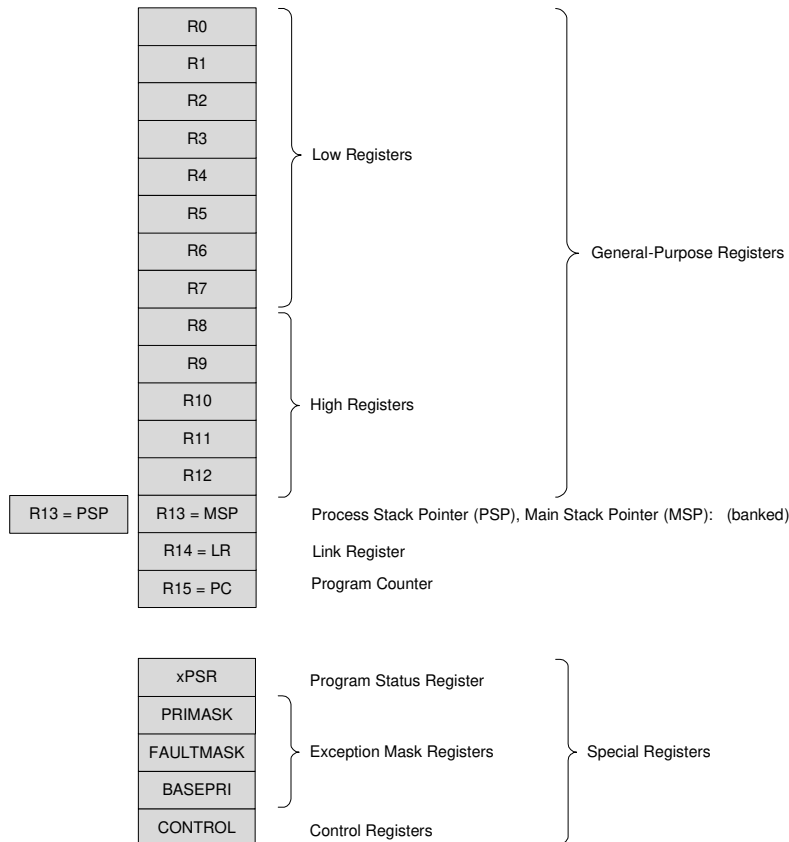 R0
R1
R2
R3
Low Registers
R4
R5
R6
General-Purpose Registers
R7
R8
R9
R10
High Registers
R11
R12
R13 = PSP
R13 = MSP
Process Stack Pointer (PSP), Main Stack Pointer (MSP): (banked)
R14 = LR
Link Register
R15 = PC
Program Counter
xPSR
Program Status Register
PRIMASK
FAULTMASK
Exception Mask Registers
Special Registers
BASEPRI
CONTROL
Control Registers